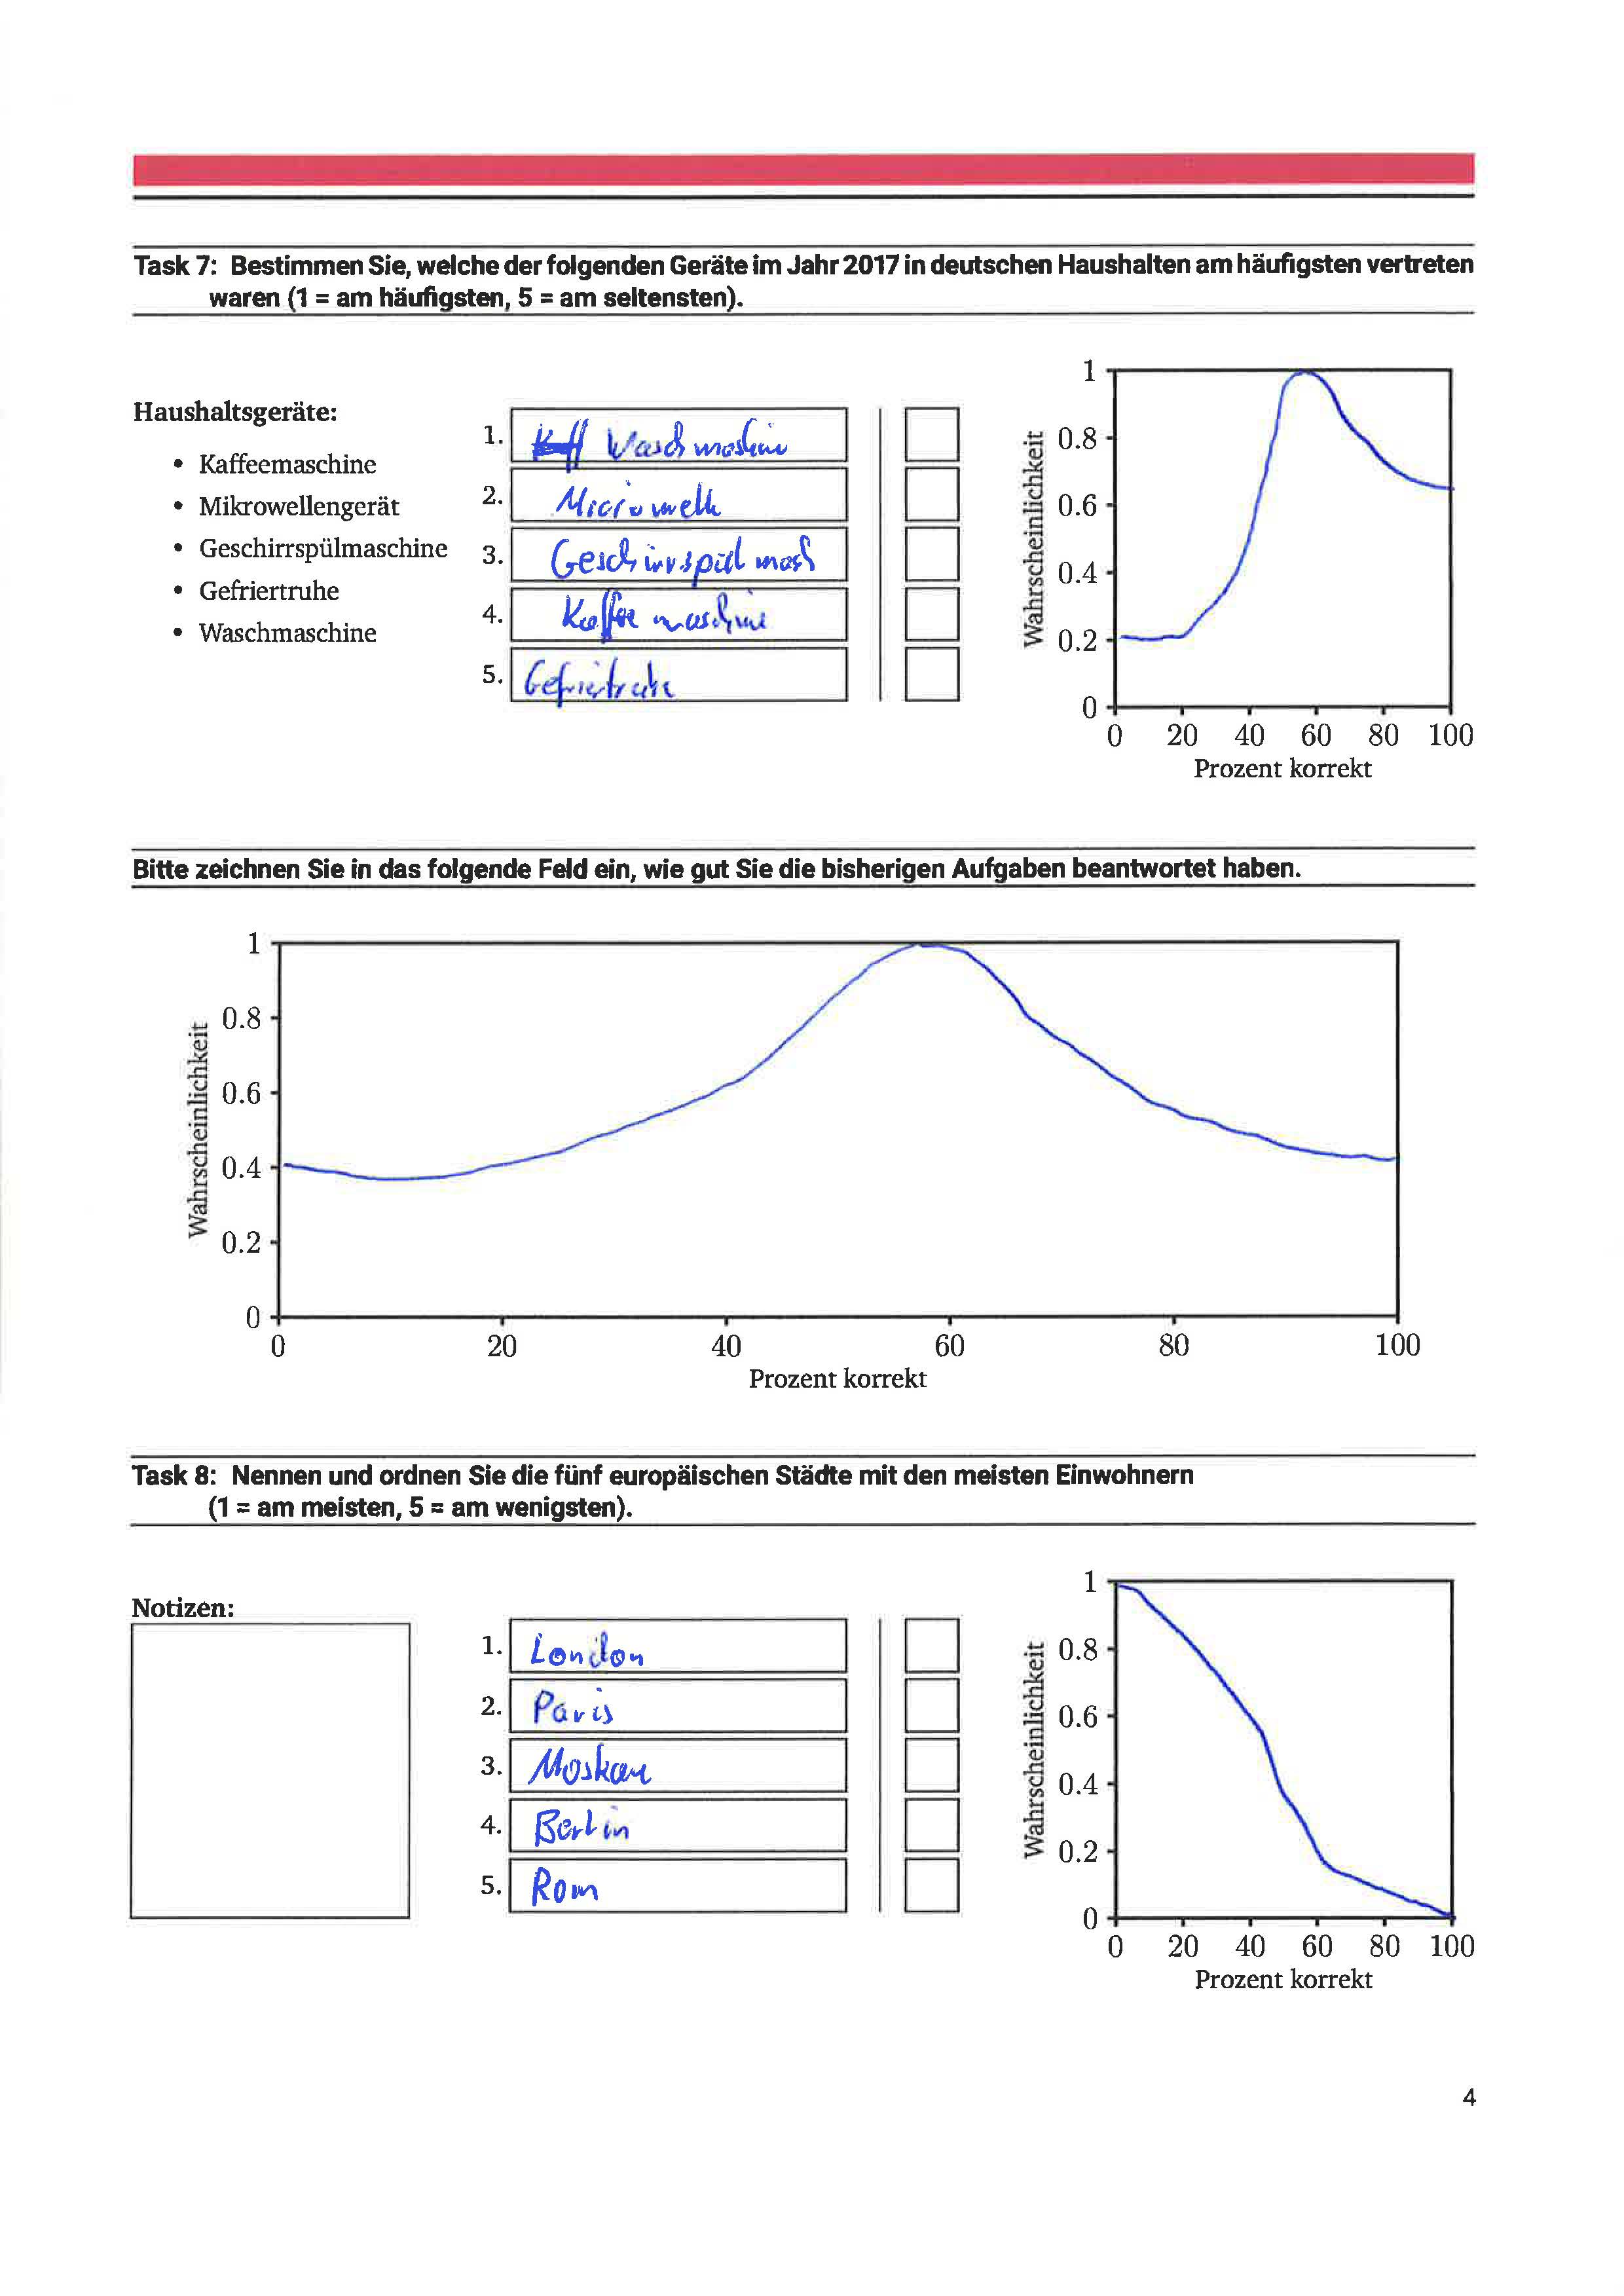 Task 7: Bestimmen Sie, welche der folgenden Geräte im Jahr 2017 in deutschen Haushalten am häufigsten vertreten
waren (1 = am häufigsten, 5 = am seltensten).
Haushaltsgeräte:
• Kaffeemaschine
• Mikrowellengerät
• Geschirrspülmaschine
• Gefriertruhe
• Waschmaschine
1. Waschmaschine
2. Microwelle
3. Geschirrspül masch
4. Kaffee maschine
5. Gefriertruhe
1
0.8
0.6
0.4
0.2
0
Wahrscheinlichkeit
0 20 40 60 80 100
Prozent korrekt
Bitte zeichnen Sie in das folgende Feld ein, wie gut Sie die bisherigen Aufgaben beantwortet haben.
1
0.8
0.6
0.4
0.2
0
Wahrscheinlichkeit
0 20 40 60 80 100
Prozent korrekt
Task 8: Nennen und ordnen Sie die fünf europäischen Städte mit den meisten Einwohnern
(1 = am meisten, 5 = am wenigsten).
Notizen:
1. London
2. Paris
3. Moskau
4. Berlin
5. Rom
1
0.8
0.6
0.4
0.2
0
Wahrscheinlichkeit
0 20 40 60 80 100
Prozent korrekt
4